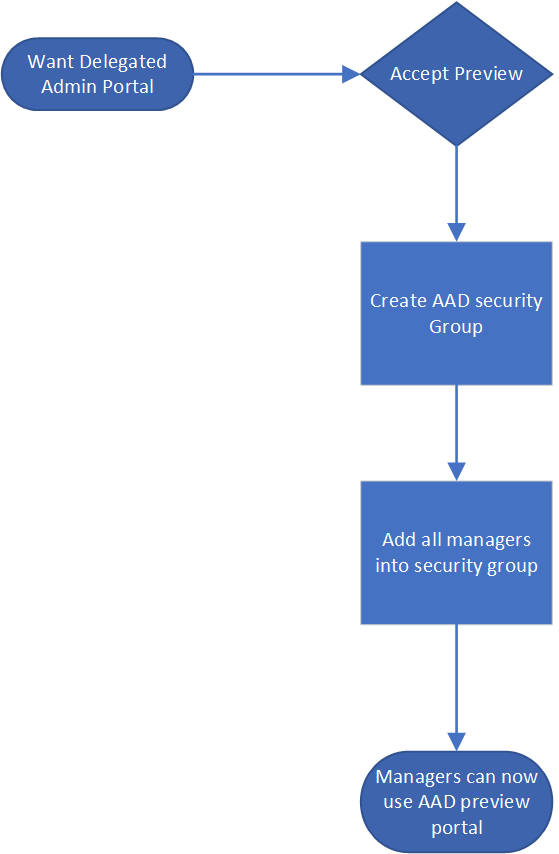 Want Delegated
Admin Portal
Accept Preview
Create AAD security
Group
Add all managers
into security group
Managers can now
use AAD preview
portal